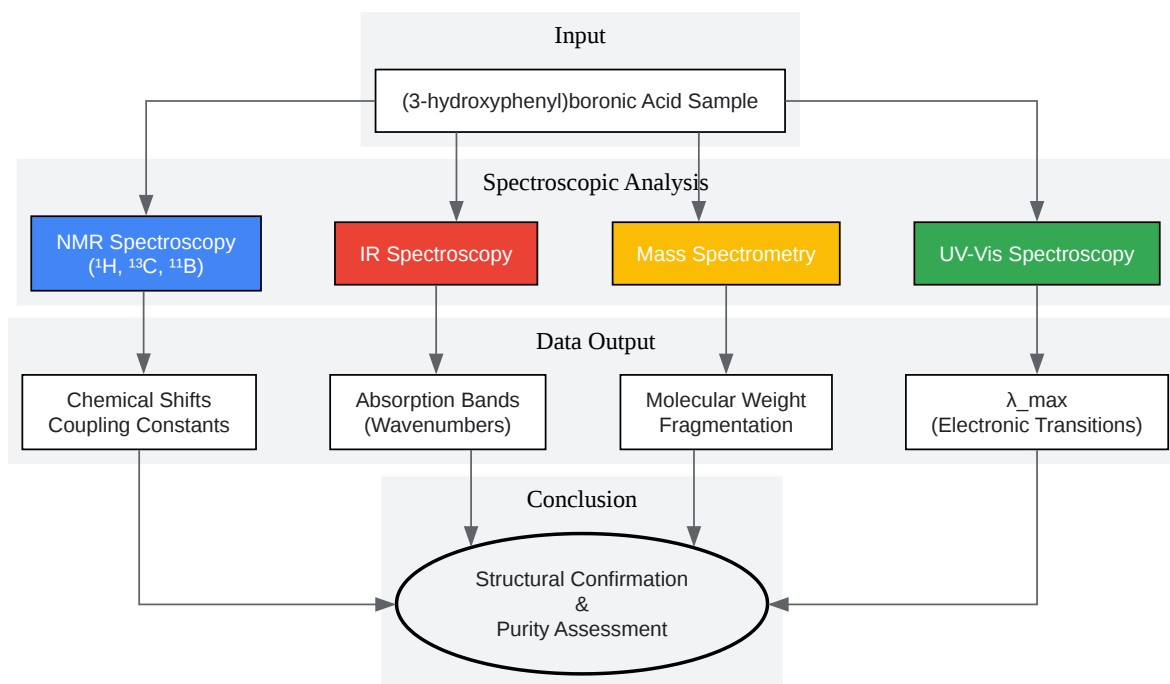 Input
(3-hydroxyphenyl)boronic Acid Sample
Spectroscopic Analysis
NMR Spectroscopy
(¹H, ¹³C, ¹¹B)
IR Spectroscopy
Mass Spectrometry
UV-Vis Spectroscopy
Data Output
Chemical Shifts
Coupling Constants
Absorption Bands
(Wavenumbers)
Molecular Weight
Fragmentation
λ_max
(Electronic Transitions)
Conclusion
Structural Confirmation
&
Purity Assessment